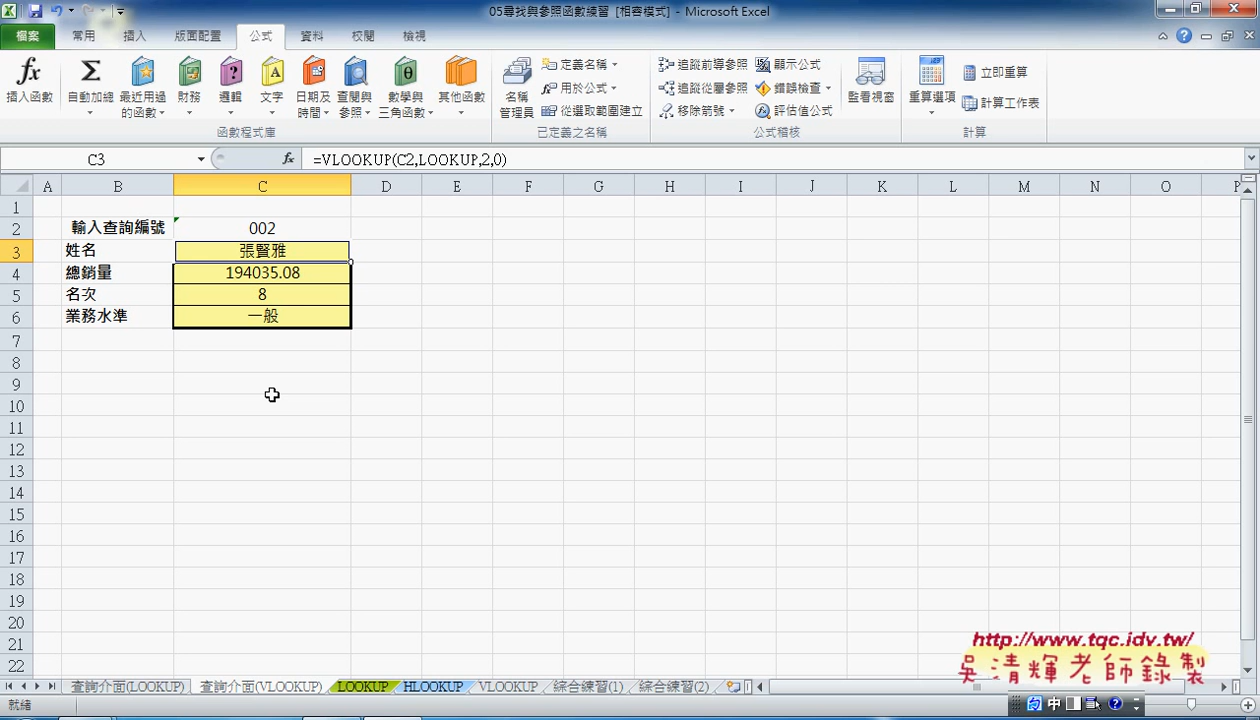 05尋找與參照函數練習 [相容模式] - Microsoft Excel
檔案 常用 插入 版面配置 公式 資料 校閱 檢視
插入函數 自動加總 最近用過的函數 財務 邏輯 文字 日期及時間 查閱與參照 數學與三角函數 其他函數
名稱管理員 定義名稱 用於公式 從選取範圍建立
追蹤前導參照 追蹤從屬參照 移除箭號 顯示公式 錯誤檢查 評估值公式
監看視窗 重算選項 立即重算 計算工作表
函數程式庫 已定義之名稱 公式稽核 計算
C3 fx =VLOOKUP(C2,LOOKUP,2,0)
A B C D E F G H I J K L M N O P
1
2 輸入查詢編號 002
3 姓名 張賢雅
4 總銷量 194035.08
5 名次 8
6 業務水準 一般
7
8
9
10
11
12
13
14
15
16
17
18
19
20
21
22
http://www.tqc.idv.tw/
吳清輝老師錄製
查詢介面(LOOKUP) 查詢介面(VLOOKUP) LOOKUP HLOOKUP VLOOKUP 綜合練習(1) 綜合練習(2)
就緒 中